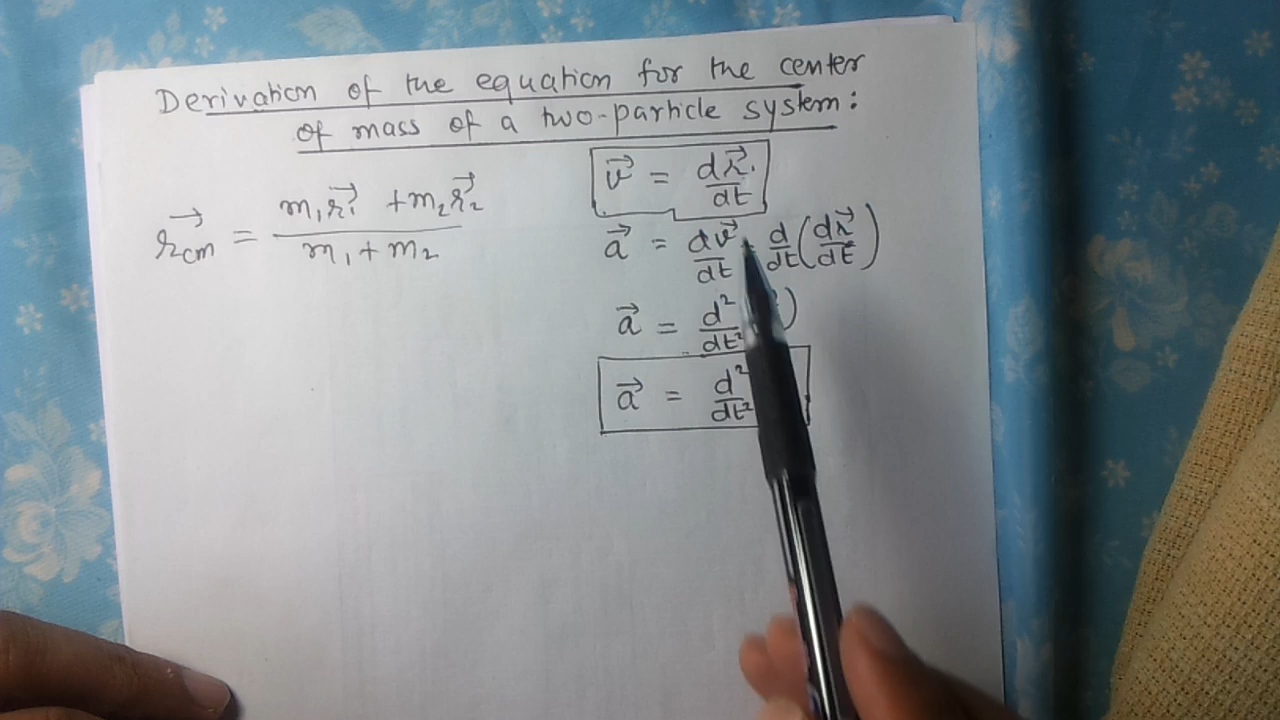 Derivation of the equation for the center
of mass of a two-particle system:
r⃗cm = (m₁r⃗₁ + m₂r⃗₂) / (m₁ + m₂)
v⃗ = dr⃗/dt
a⃗ = dv⃗/dt = d/dt (dr⃗/dt)
a⃗ = d²/dt² )
a⃗ = d²/dt²